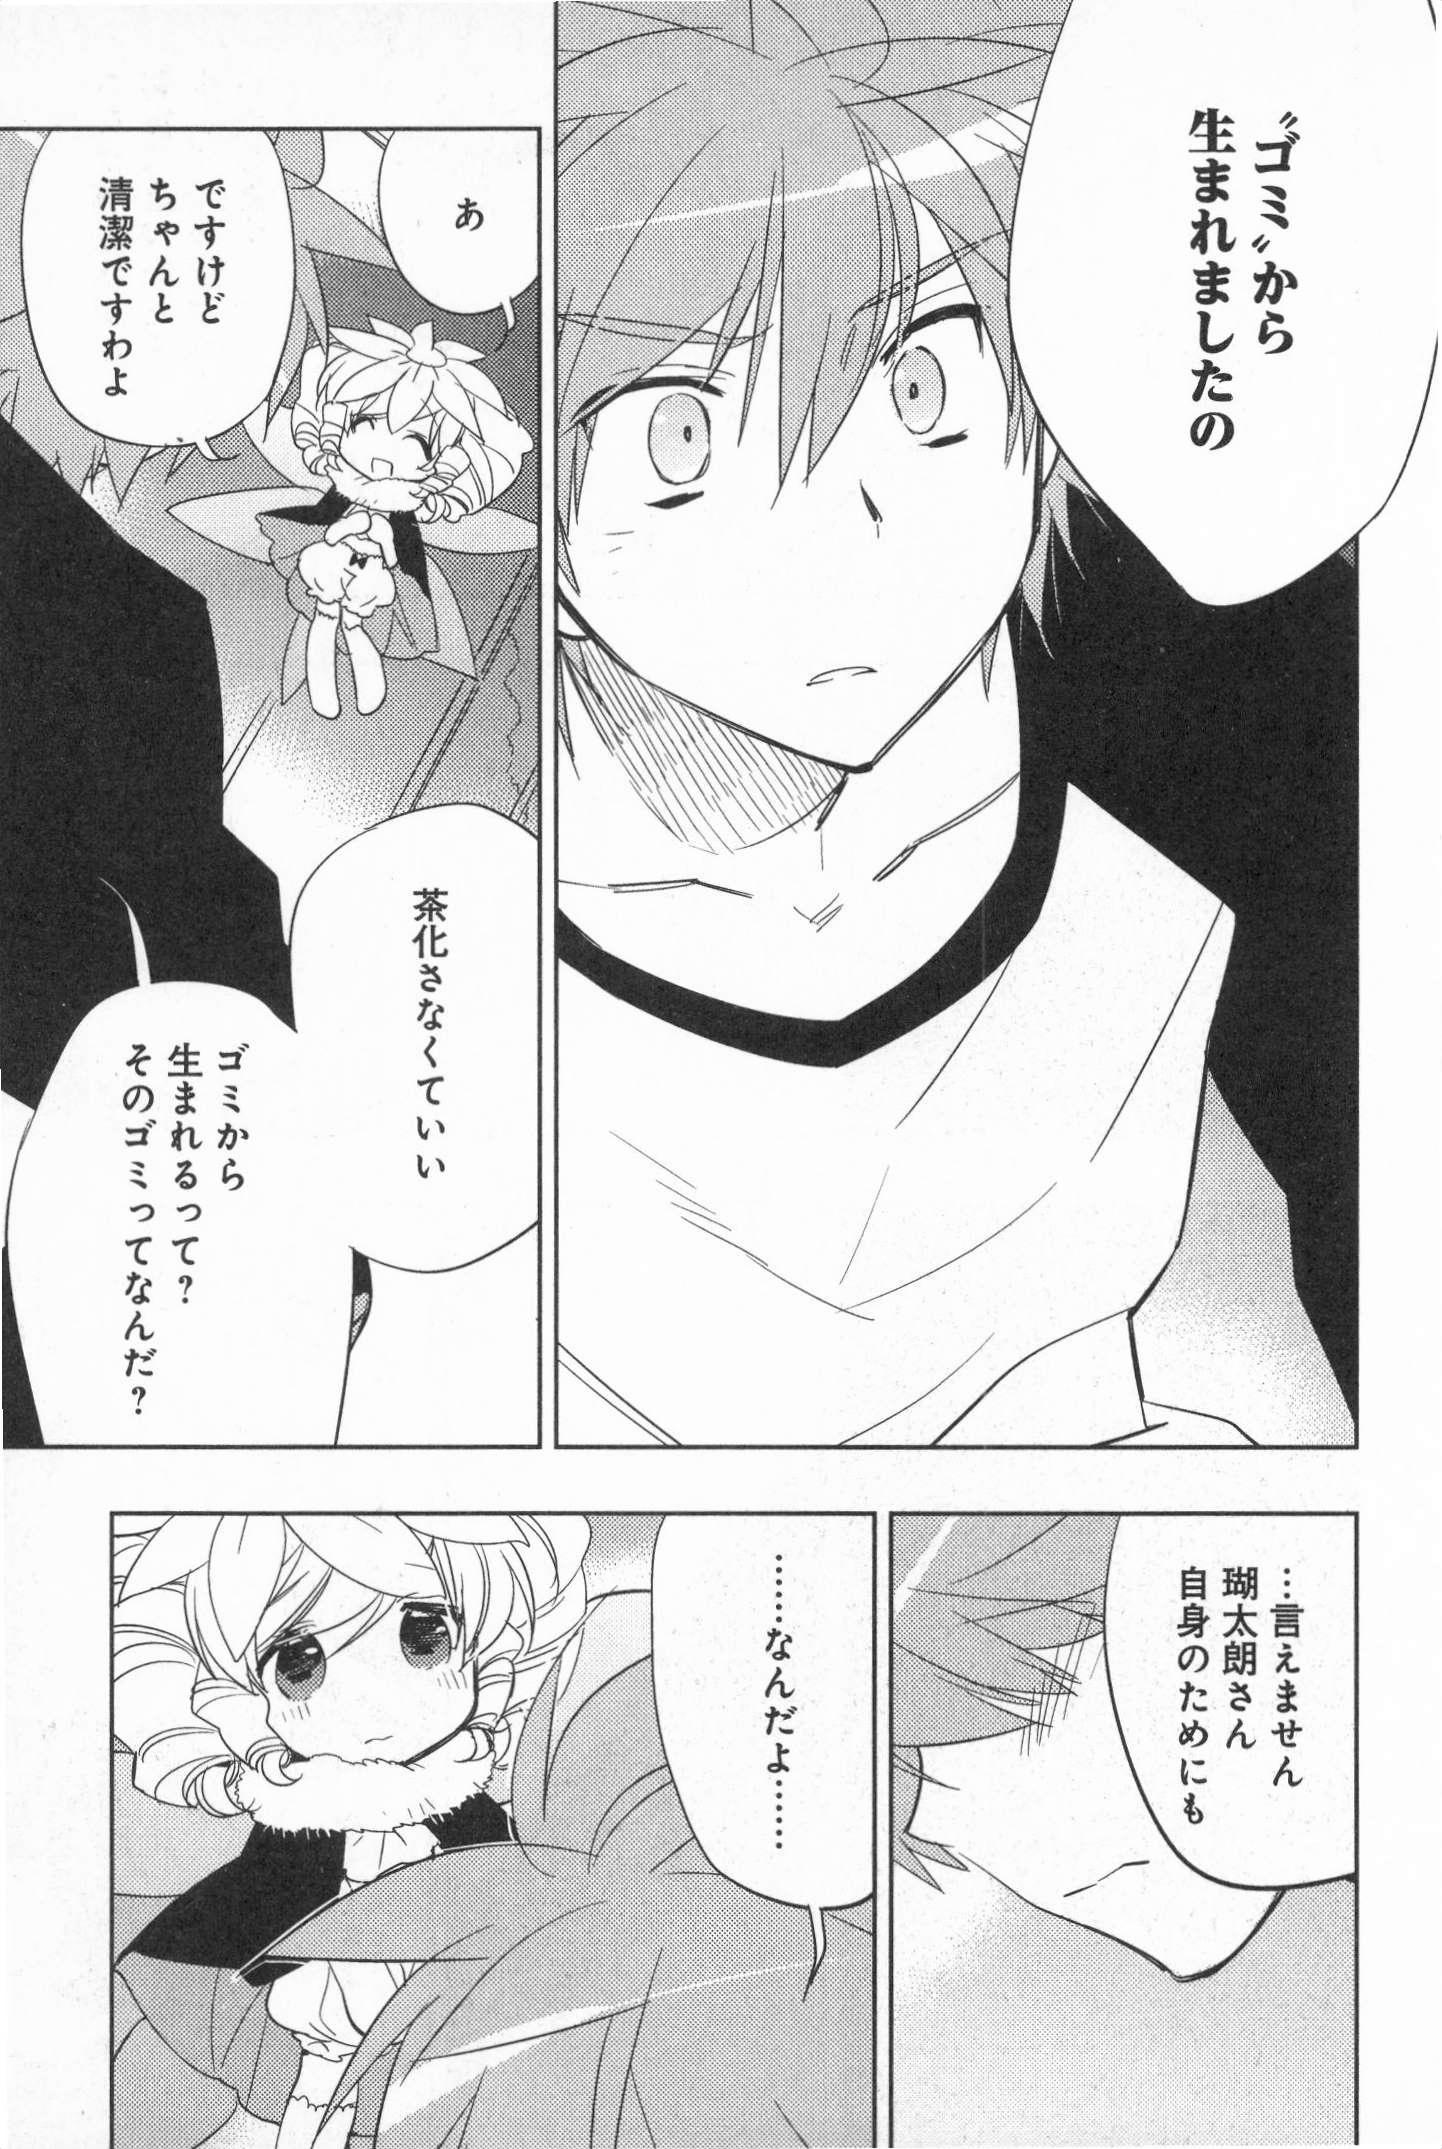 〝ゴミ〟から
生まれましたの
あ
ですけど
ちゃんと
清潔ですわよ
茶化さなくていい
ゴミから
生まれるって？
そのゴミってなんだ？
…言えません
瑚太朗さん
自身のためにも
……なんだよ……